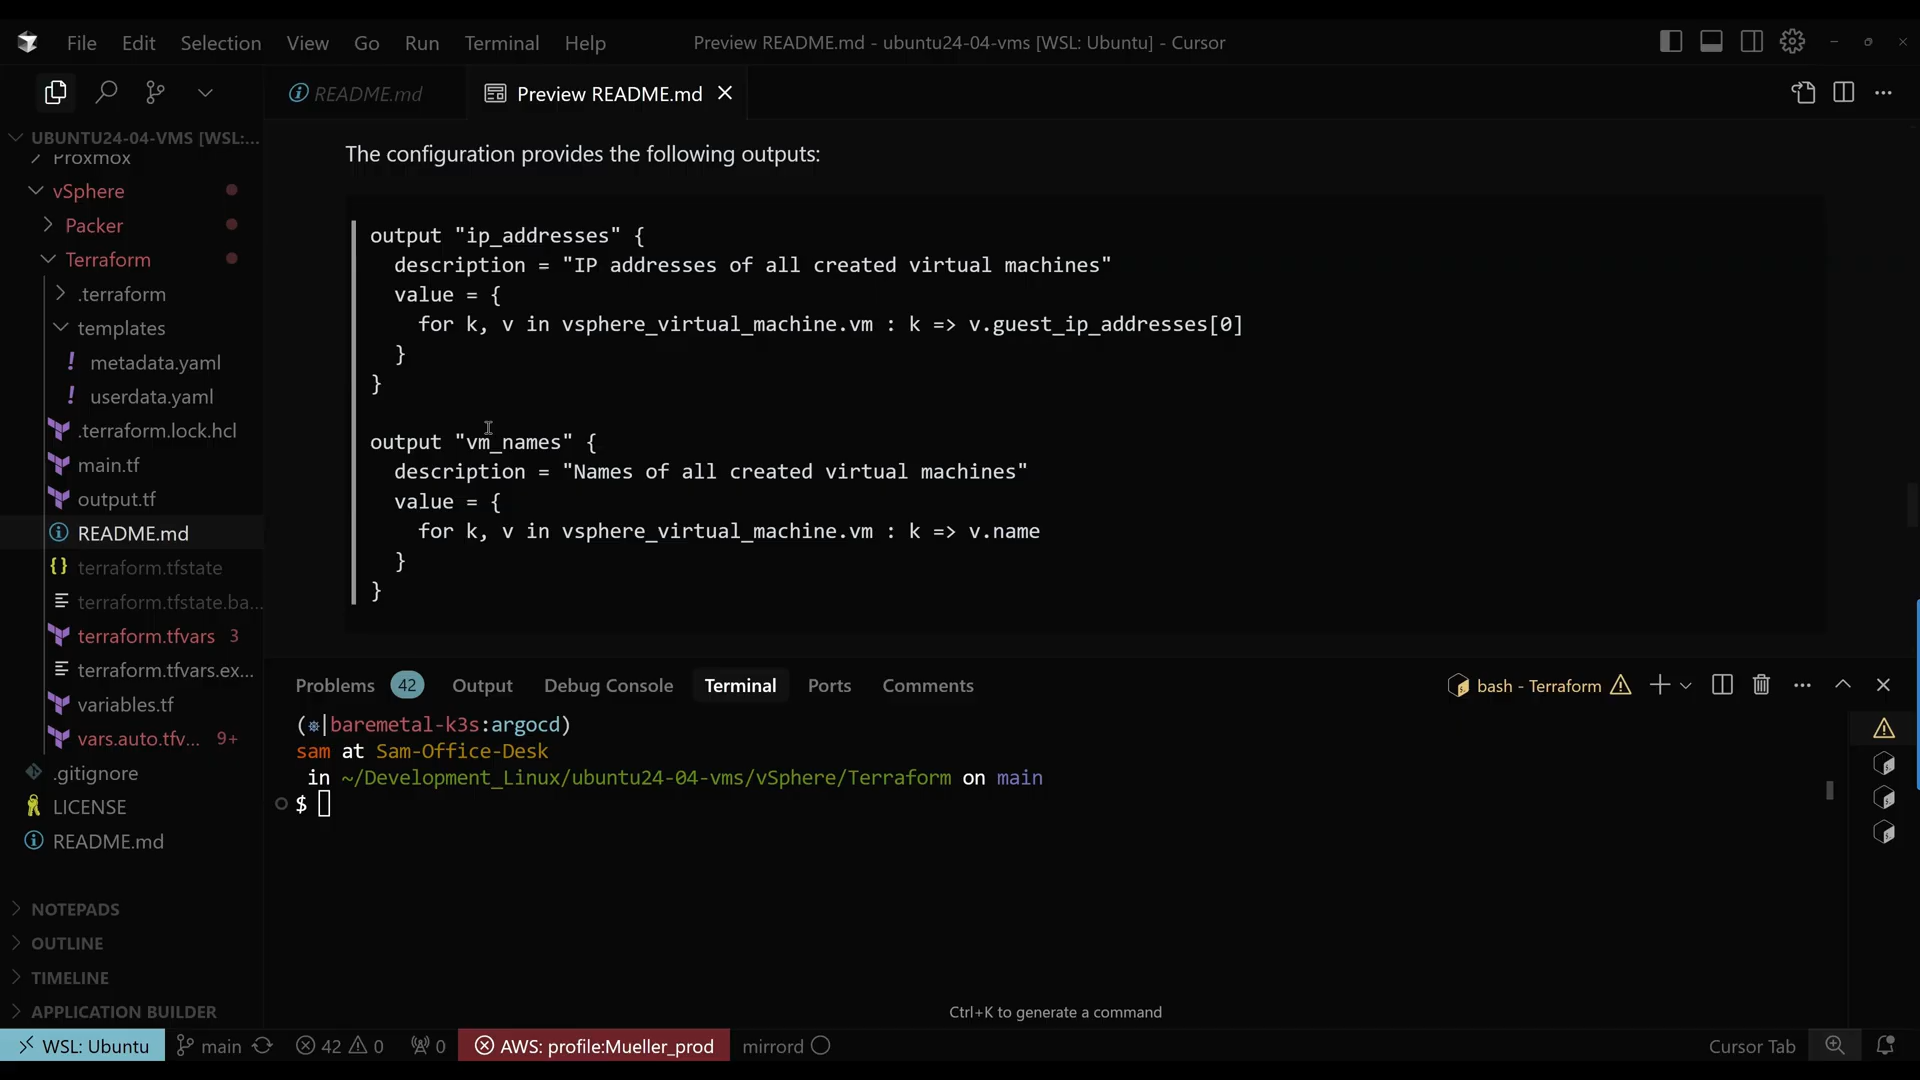 File Edit Selection View Go Run Terminal Help
Preview README.md - ubuntu24-04-vms [WSL: Ubuntu] - Cursor
README.md
Preview README.md
UBUNTU24-04-VMS [WSL:...
Proxmox
vSphere
Packer
Terraform
.terraform
templates
! metadata.yaml
! userdata.yaml
.terraform.lock.hcl
main.tf
output.tf
README.md
{} terraform.tfstate
terraform.tfstate.ba...
terraform.tfvars 3
terraform.tfvars.ex...
variables.tf
vars.auto.tfv... 9+
.gitignore
LICENSE
README.md
NOTEPADS
OUTLINE
TIMELINE
APPLICATION BUILDER
The configuration provides the following outputs:
output "ip_addresses" {
description = "IP addresses of all created virtual machines"
value = {
for k, v in vsphere_virtual_machine.vm : k => v.guest_ip_addresses[0]
}
}
output "vm_names" {
description = "Names of all created virtual machines"
value = {
for k, v in vsphere_virtual_machine.vm : k => v.name
}
}
Problems 42 Output Debug Console Terminal Ports Comments
bash - Terraform
(⎈|baremetal-k3s:argocd)
sam at Sam-Office-Desk
in ~/Development_Linux/ubuntu24-04-vms/vSphere/Terraform on main
$
Ctrl+K to generate a command
WSL: Ubuntu main 42 0 0 AWS: profile:Mueller_prod mirrord
Cursor Tab